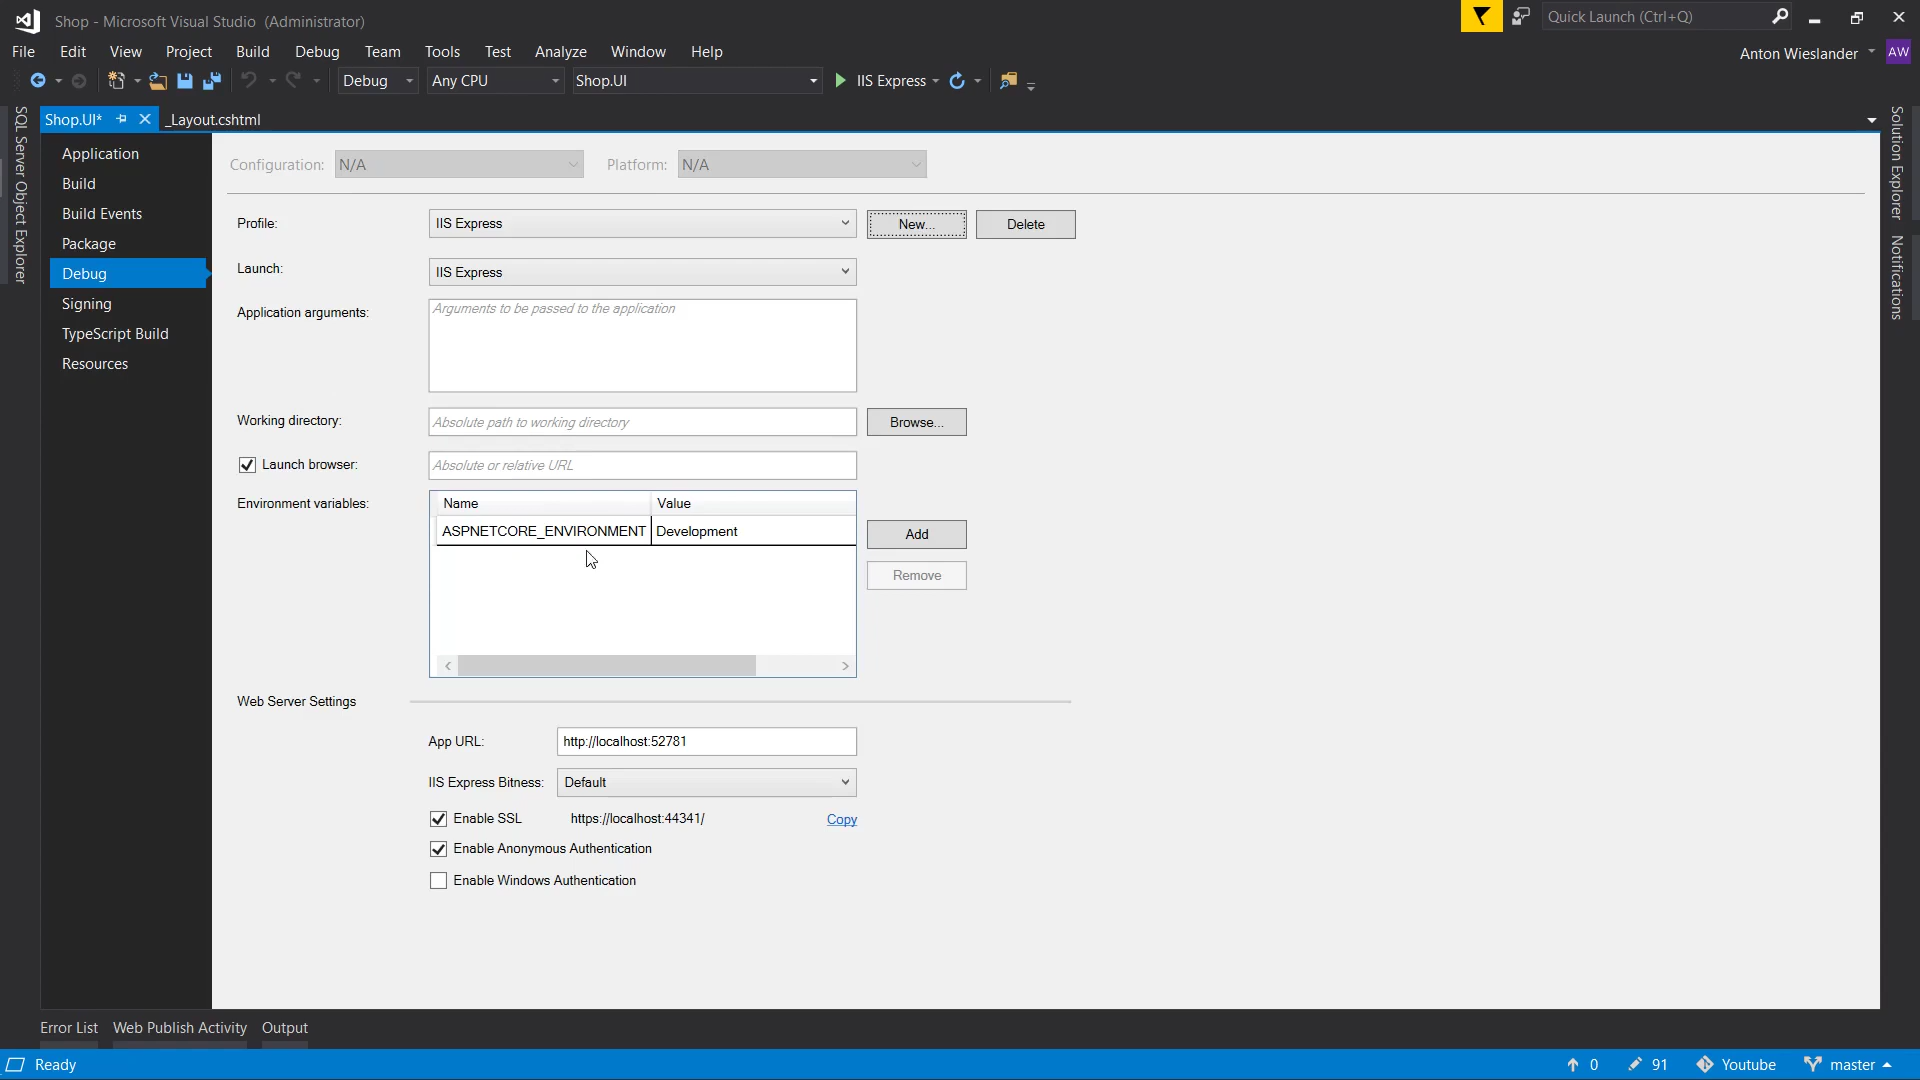 Shop - Microsoft Visual Studio (Administrator)
Quick Launch (Ctrl+Q)
File Edit View Project Build Debug Team Tools Test Analyze Window Help
Anton Wieslander AW
Debug Any CPU Shop.UI IIS Express
Shop.UI* _Layout.cshtml
SQL Server Object Explorer
Solution Explorer
Notifications
Application
Build
Build Events
Package
Debug
Signing
TypeScript Build
Resources
Configuration: N/A Platform: N/A
Profile: IIS Express New... Delete
Launch: IIS Express
Application arguments: Arguments to be passed to the application
Working directory: Absolute path to working directory Browse...
Launch browser: Absolute or relative URL
Environment variables: Name Value
ASPNETCORE_ENVIRONMENT Development
Add
Remove
Web Server Settings
App URL: http://localhost:52781
IIS Express Bitness: Default
Enable SSL https://localhost:44341/ Copy
Enable Anonymous Authentication
Enable Windows Authentication
Error List Web Publish Activity Output
Ready 0 91 Youtube master